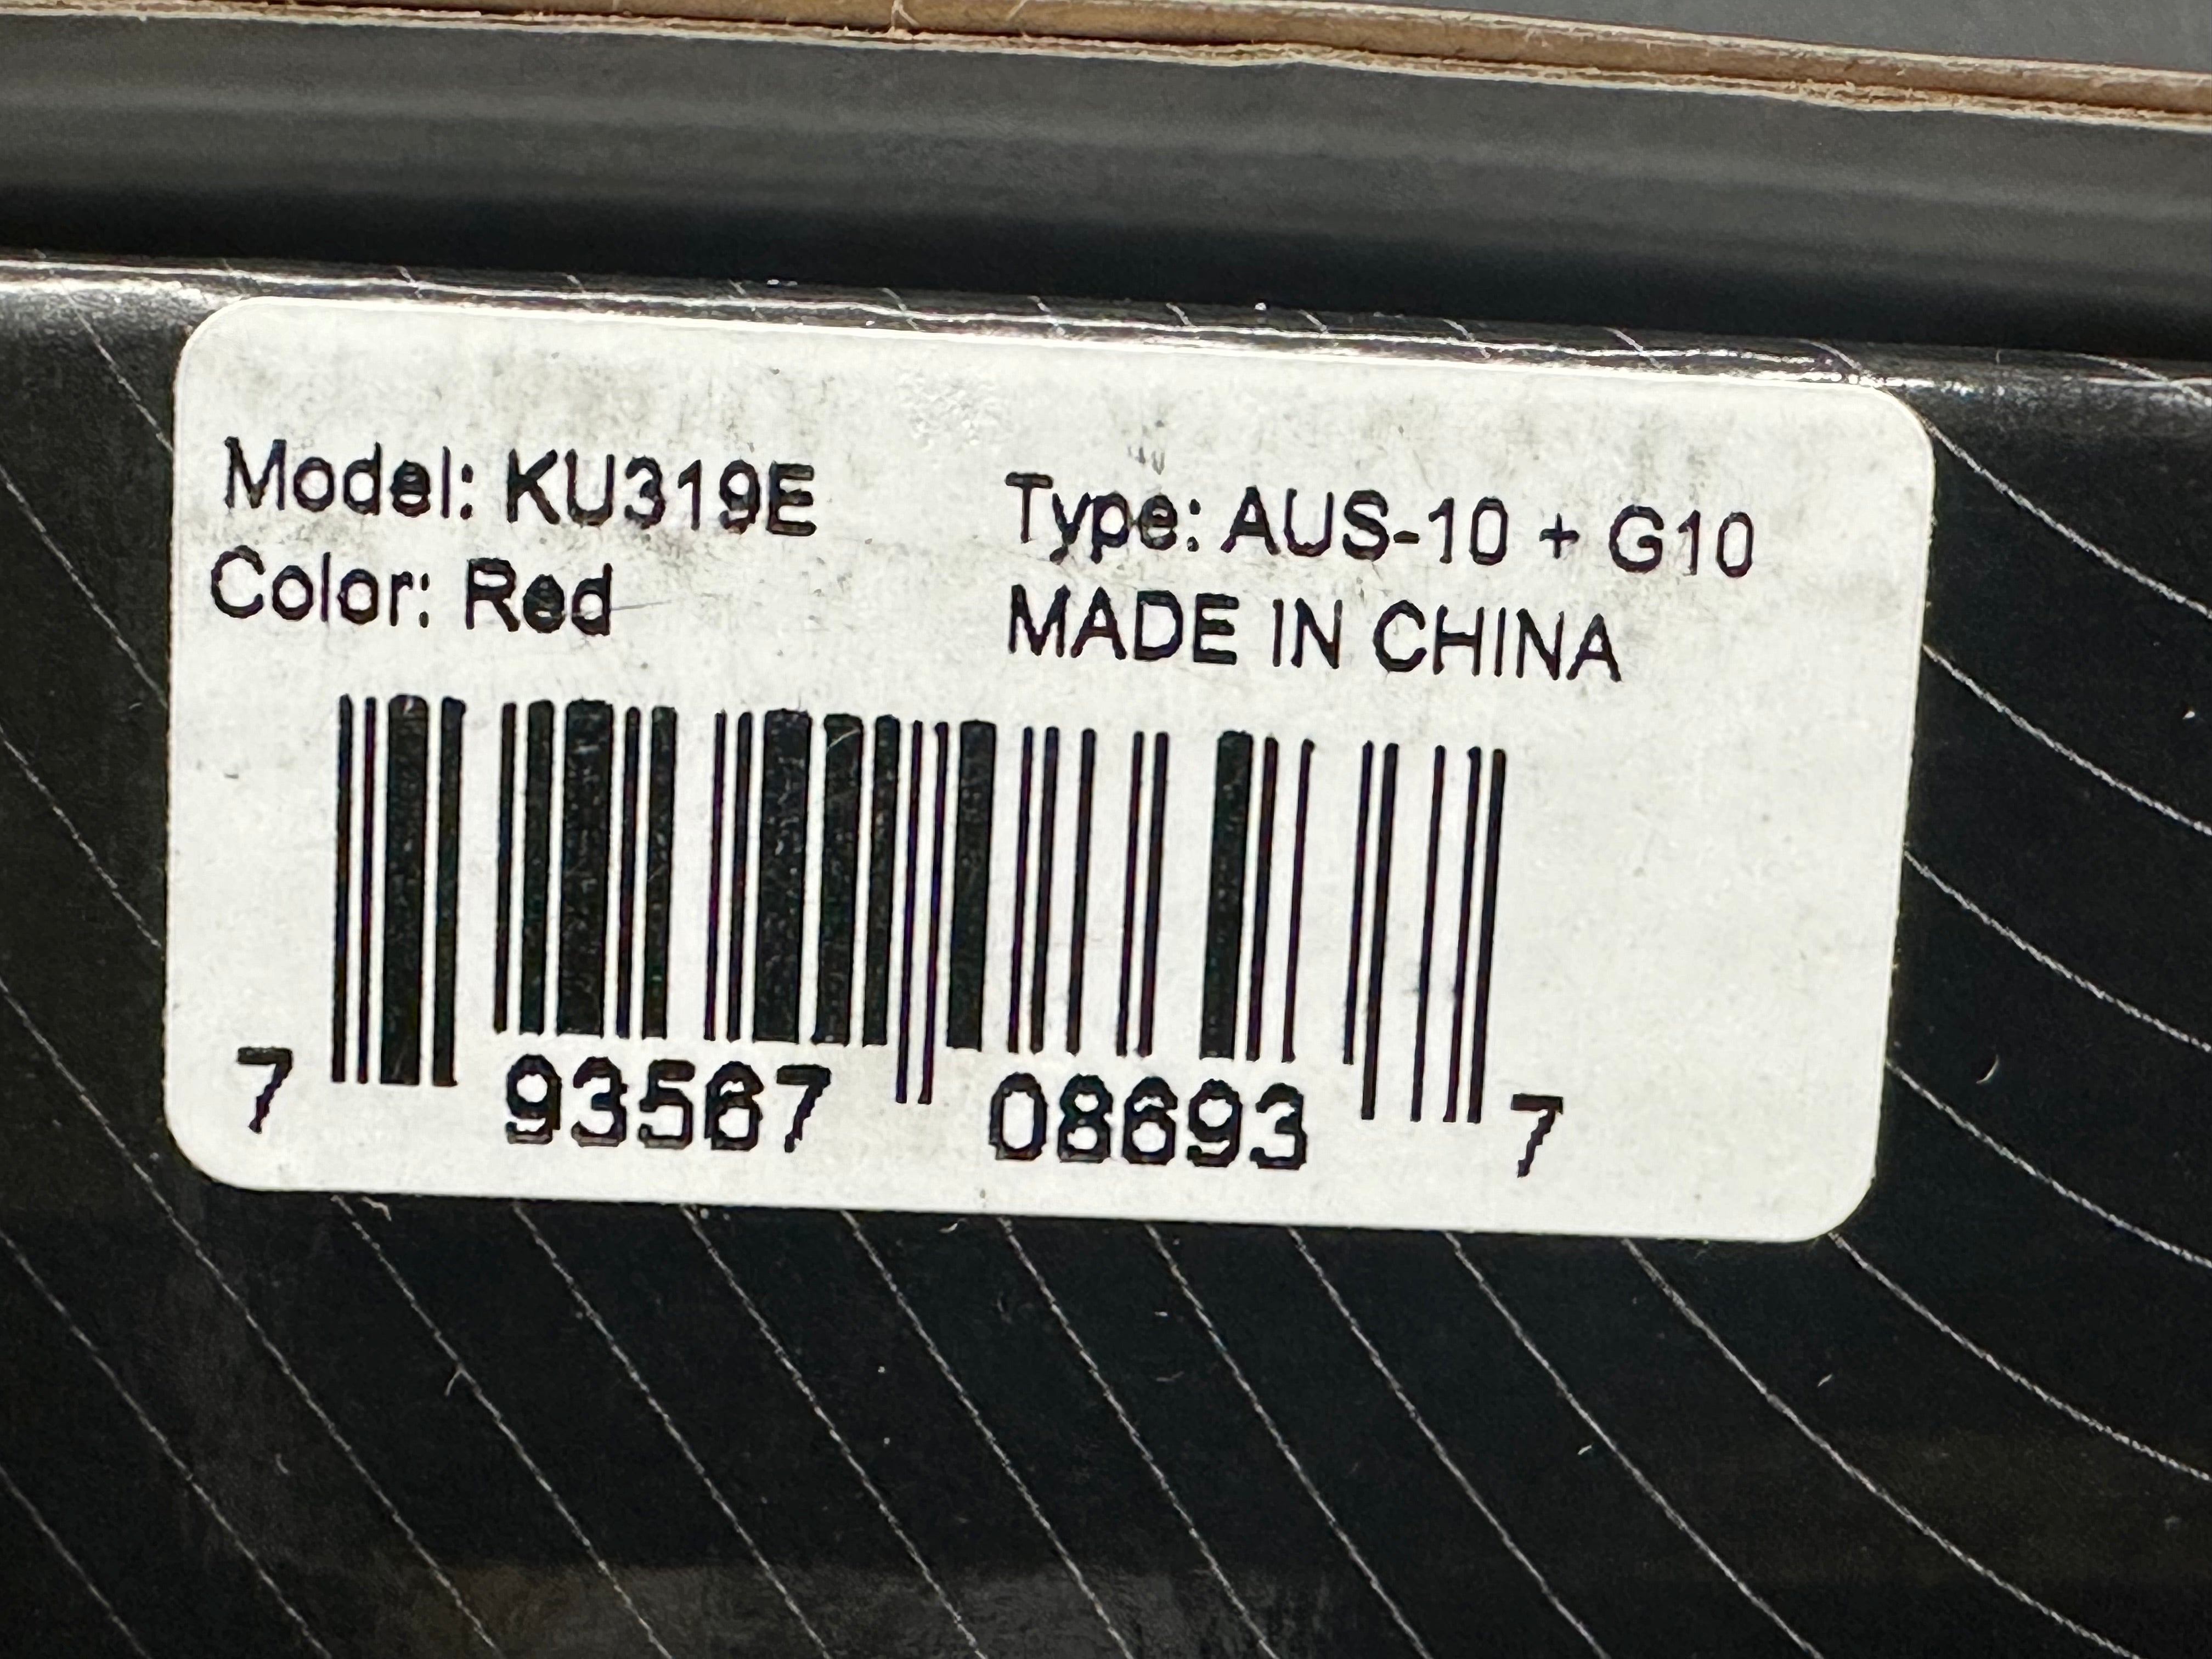 Model: KU319E
Type: AUS-10 + G10
Color: Red
MADE IN CHINA
7 93567 08693 7